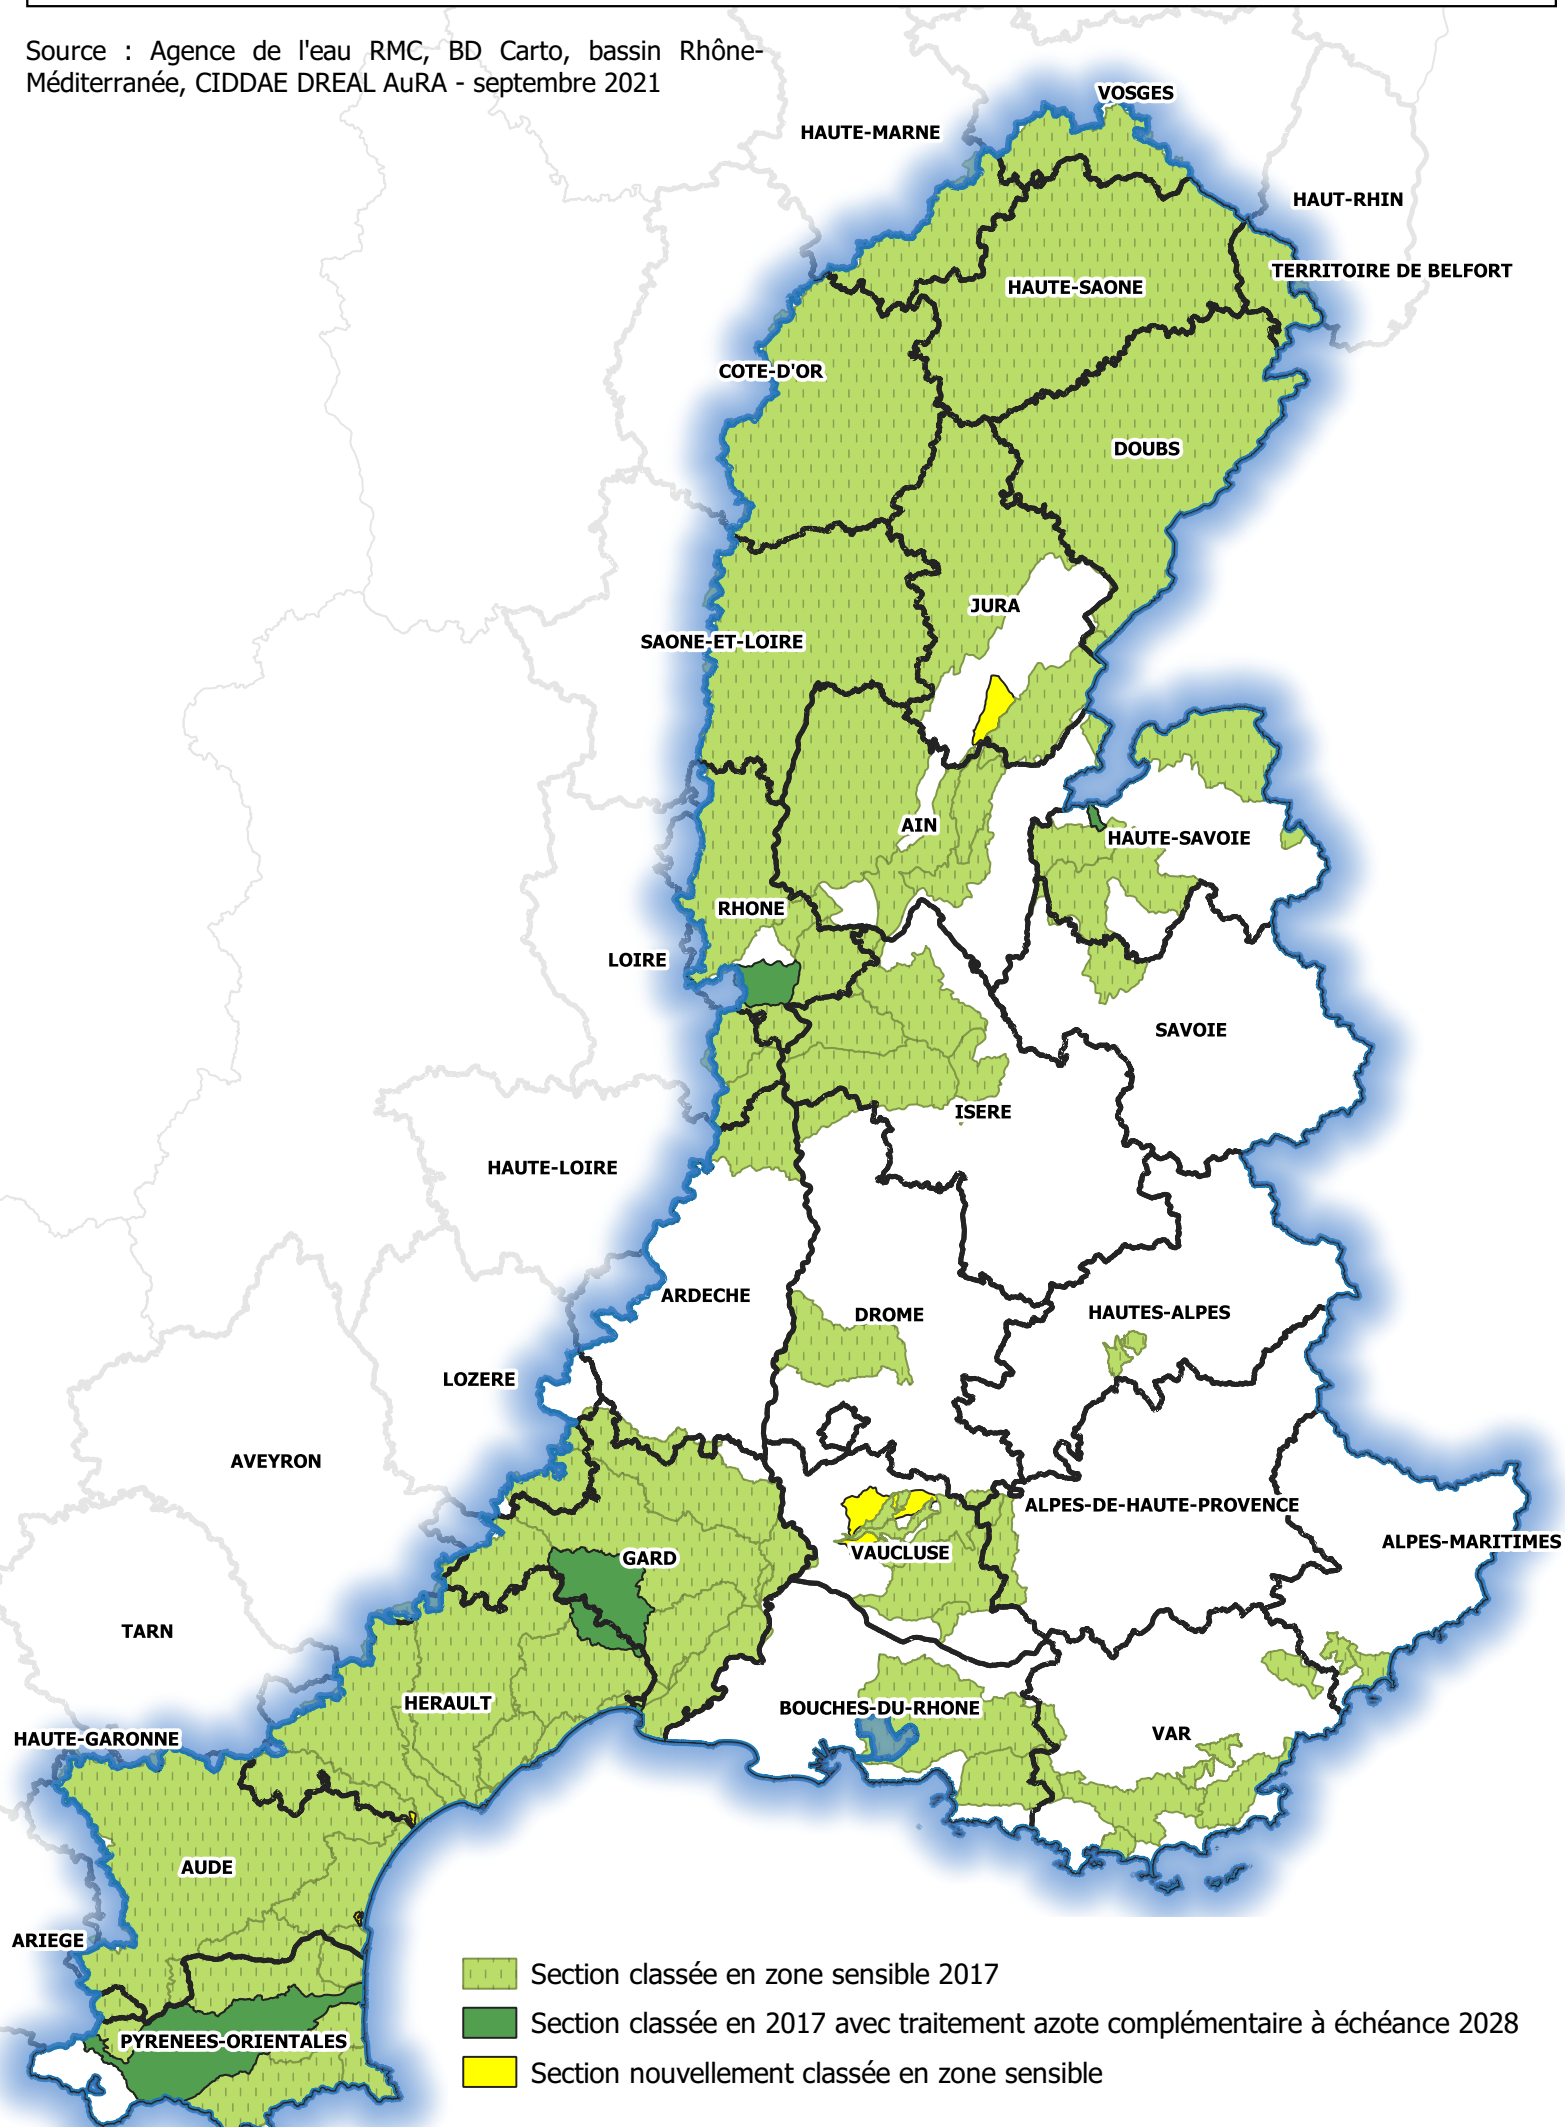 Source : Agence de l'eau RMC, BD Carto, bassin Rhône-
Méditerranée, CIDDAE DREAL AuRA - septembre 2021
VOSGES
HAUTE-MARNE
HAUT-RHIN
TERRITOIRE DE BELFORT
HAUTE-SAONE
COTE-D'OR
DOUBS
JURA
SAONE-ET-LOIRE
AIN
HAUTE-SAVOIE
RHONE
LOIRE
SAVOIE
ISERE
HAUTE-LOIRE
ARDECHE
DROME
HAUTES-ALPES
LOZERE
AVEYRON
ALPES-DE-HAUTE-PROVENCE
ALPES-MARITIMES
VAUCLUSE
GARD
TARN
HERAULT
BOUCHES-DU-RHONE
VAR
HAUTE-GARONNE
AUDE
ARIEGE
PYRENEES-ORIENTALES
Section classée en zone sensible 2017
Section classée en 2017 avec traitement azote complémentaire à échéance 2028
Section nouvellement classée en zone sensible